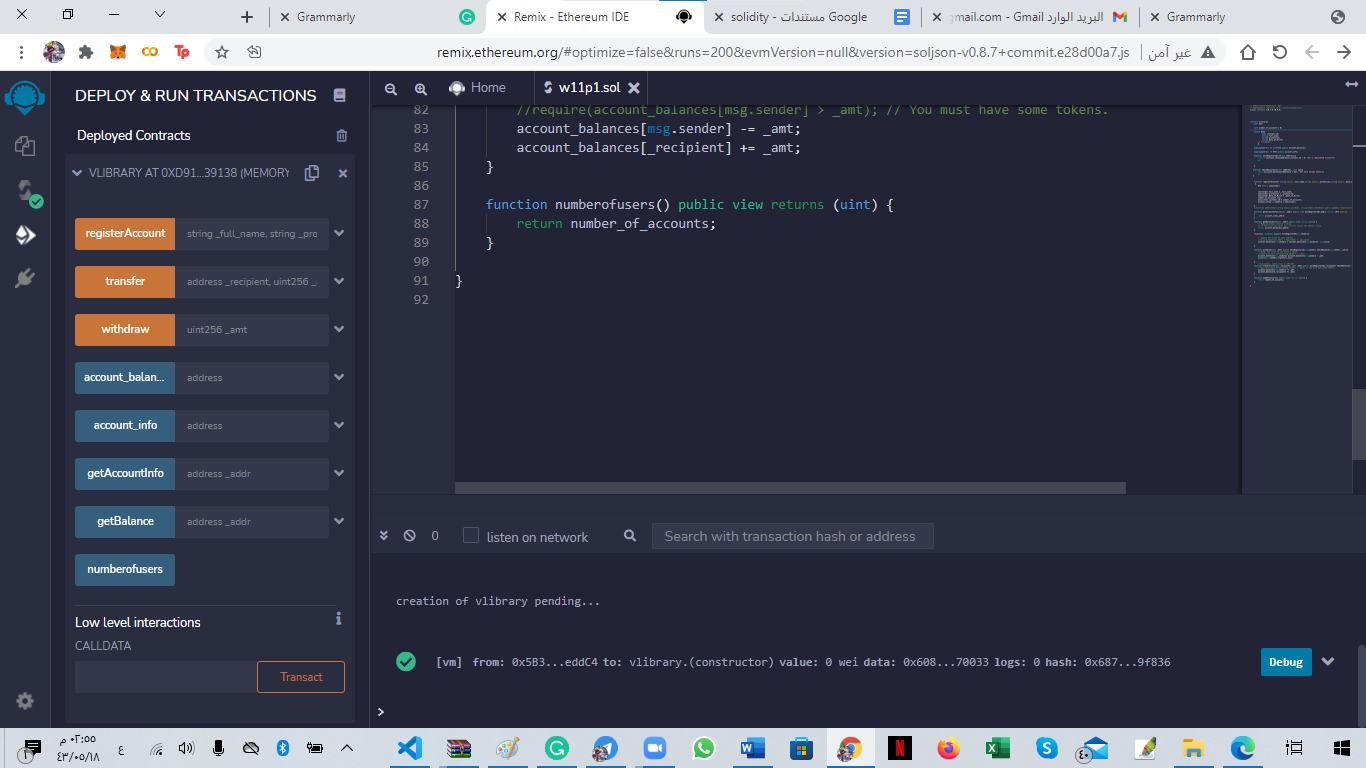 Grammarly
Remix - Ethereum IDE
solidity - مستندات Google
البريد الوارد - gmail.com - Gmail
Grammarly
remix.ethereum.org/#optimize=false&runs=200&evmVersion=null&version=soljson-v0.8.7+commit.e28d00a7.js
غير آمن
DEPLOY & RUN TRANSACTIONS
Deployed Contracts
VLIBRARY AT 0XD91...39138 (MEMORY
registerAccount
string _full_name, string _pro
transfer
address _recipient, uint256 _
withdraw
uint256 _amt
account_balan...
address
account_info
address
getAccountInfo
address _addr
getBalance
address _addr
numberofusers
Low level interactions
CALLDATA
Transact
Home
w11p1.sol
82 //require(account_balances[msg.sender] > _amt); // You must have some tokens.
83 account_balances[msg.sender] -= _amt;
84 account_balances[_recipient] += _amt;
85 }
86
87 function numberofusers() public view returns (uint) {
88 return number_of_accounts;
89 }
90
91 }
92
0
listen on network
Search with transaction hash or address
creation of vlibrary pending...
[vm] from: 0x5B3...eddC4 to: vlibrary.(constructor) value: 0 wei data: 0x608...70033 logs: 0 hash: 0x687...9f836
Debug
>
٠٢:٥٥ م
٤٣/٠٥/١٨
ع
٤٠